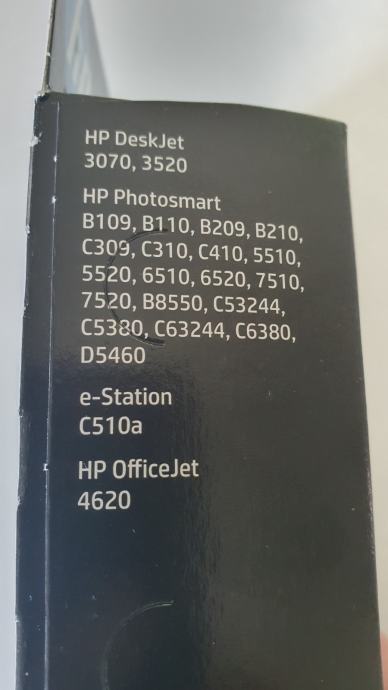 HP DeskJet
3070, 3520
HP Photosmart
B109, B110, B209, B210,
C309, C310, C410, 5510,
5520, 6510, 6520, 7510,
7520, B8550, C53244,
C5380, C63244, C6380,
D5460
e-Station
C510a
HP OfficeJet
4620